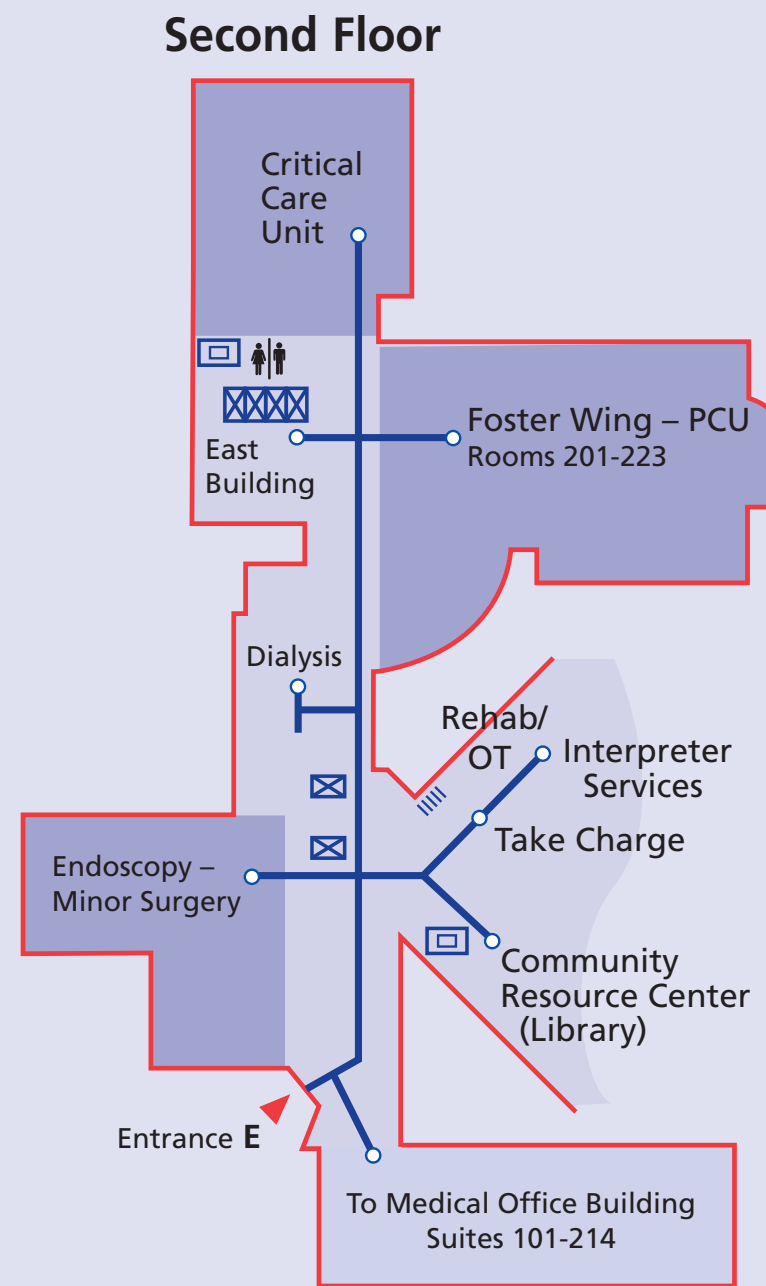 Second Floor
Critical
Care
Unit
Foster Wing – PCU
Rooms 201-223
East
Building
Dialysis
Rehab/
OT
Interpreter
Services
Take Charge
Endoscopy –
Minor Surgery
Community
Resource Center
(Library)
Entrance E
To Medical Office Building
Suites 101-214